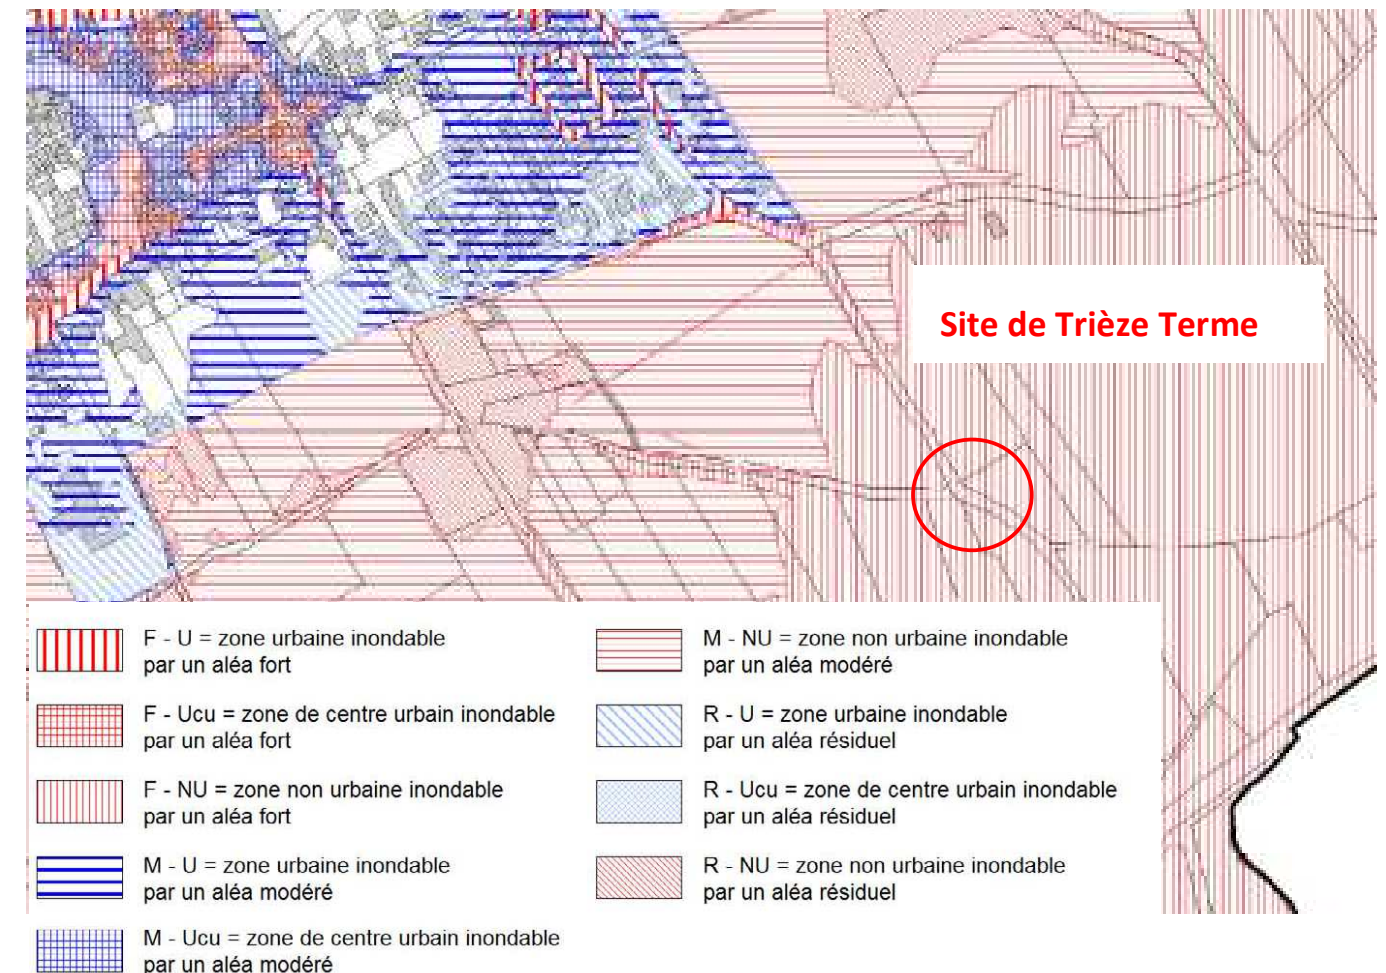 Site de Trièze Terme
F - U = zone urbaine inondable
par un aléa fort
F - Ucu = zone de centre urbain inondable
par un aléa fort
F - NU = zone non urbaine inondable
par un aléa fort
M - U = zone urbaine inondable
par un aléa modéré
M - Ucu = zone de centre urbain inondable
par un aléa modéré
M - NU = zone non urbaine inondable
par un aléa modéré
R - U = zone urbaine inondable
par un aléa résiduel
R - Ucu = zone de centre urbain inondable
par un aléa résiduel
R - NU = zone non urbaine inondable
par un aléa résiduel